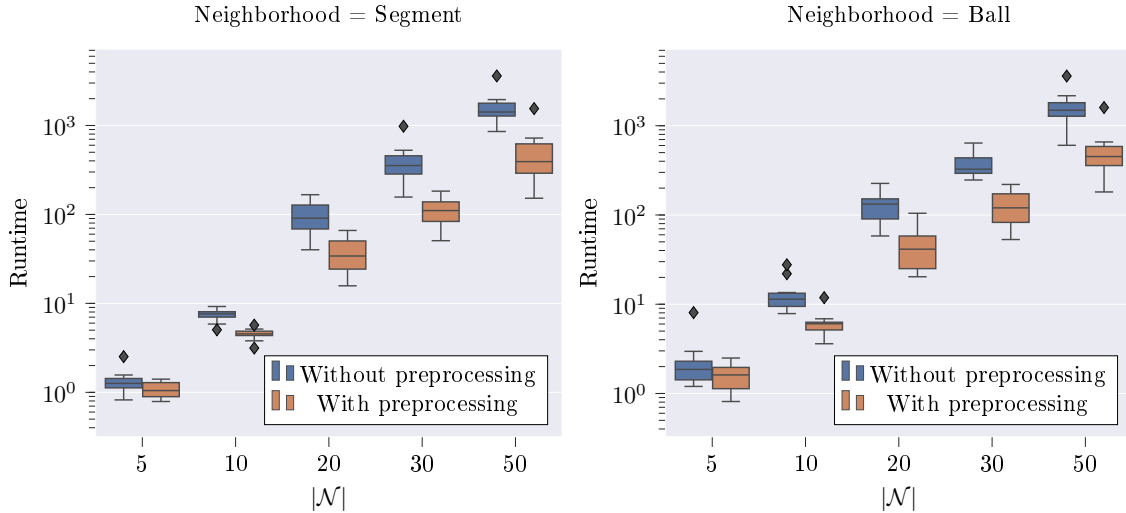 Neighborhood = Segment
Runtime
10^3
10^2
10^1
10^0
5 10 20 30 50
|𝒩|
Without preprocessing
With preprocessing
Neighborhood = Ball
Runtime
10^3
10^2
10^1
10^0
5 10 20 30 50
|𝒩|
Without preprocessing
With preprocessing